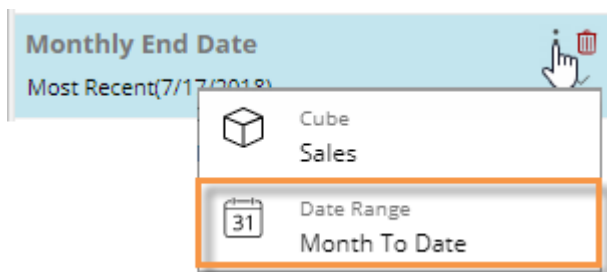 Monthly End Date
Most Recent(7/17/2018)
Cube
Sales
31
Date Range
Month To Date